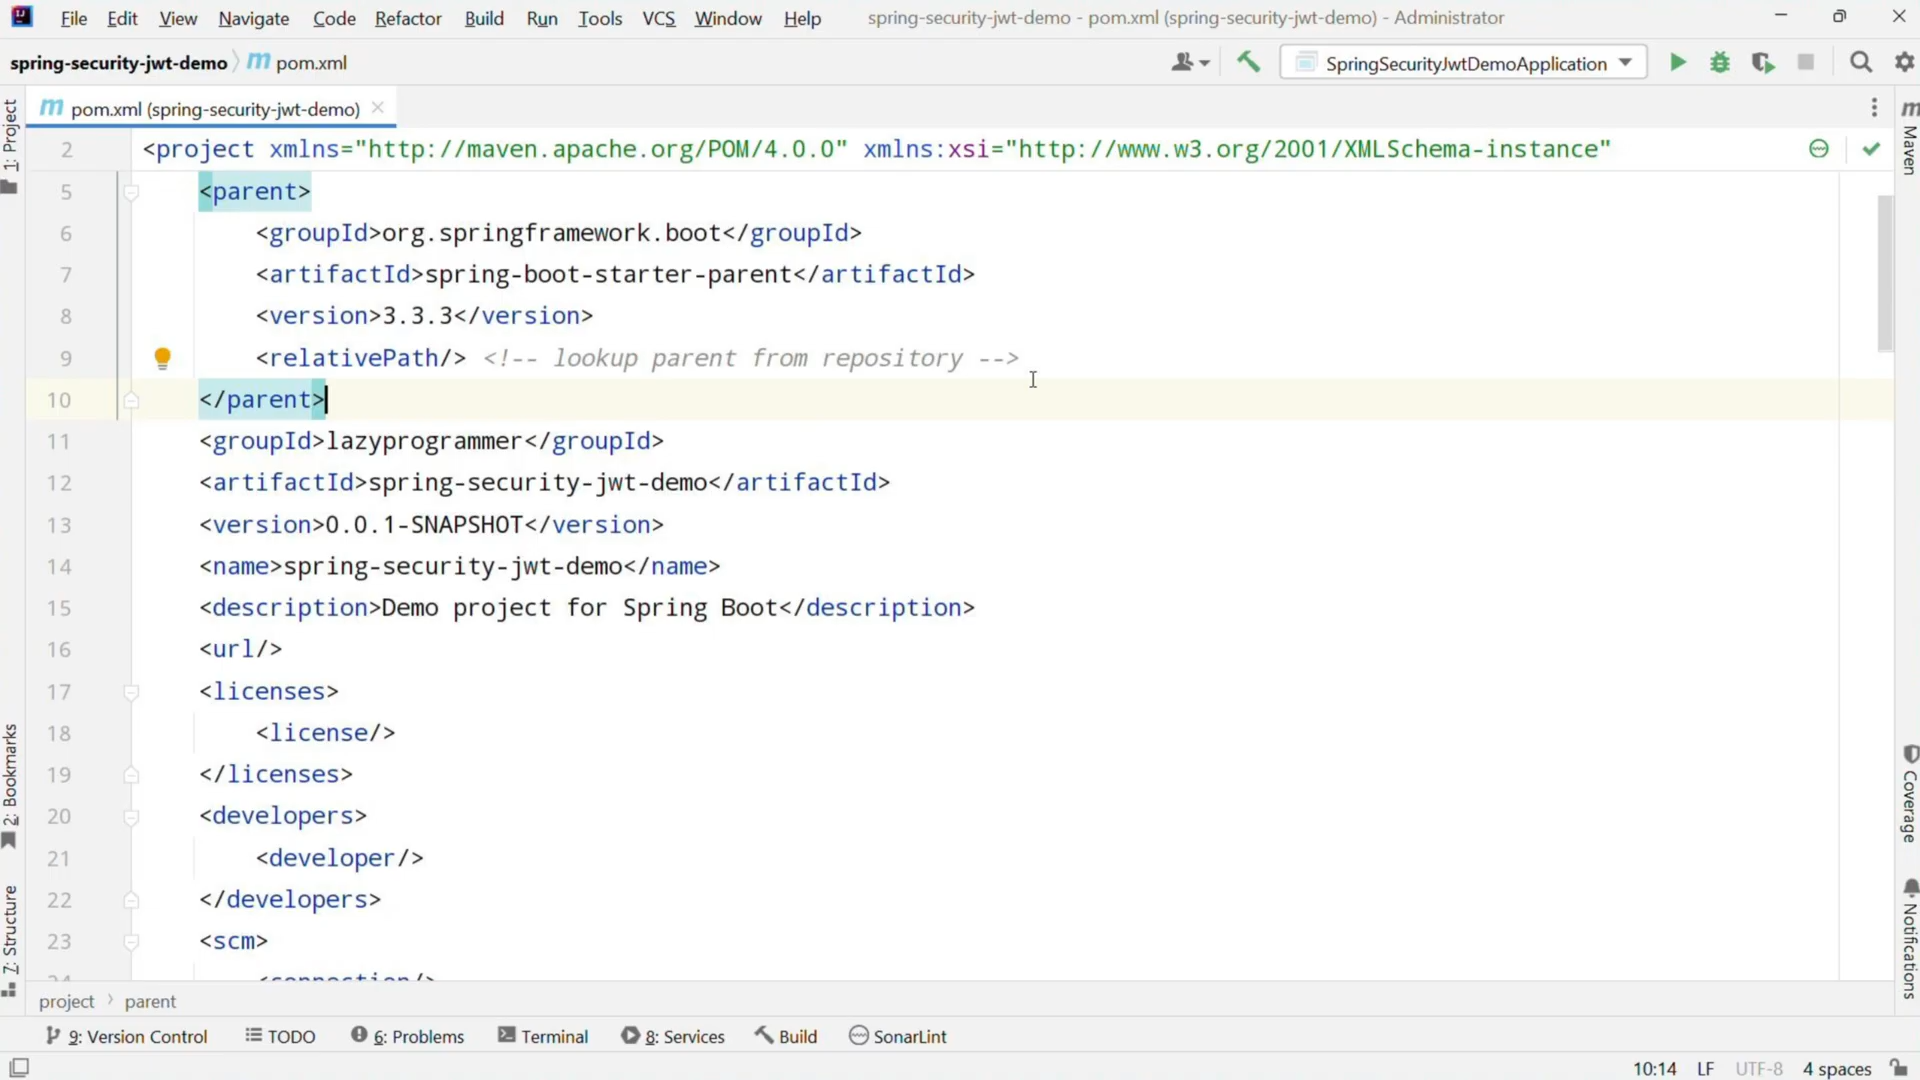 File Edit View Navigate Code Refactor Build Run Tools VCS Window Help spring-security-jwt-demo - pom.xml (spring-security-jwt-demo) - Administrator
spring-security-jwt-demo m pom.xml SpringSecurityJwtDemoApplication
m pom.xml (spring-security-jwt-demo)
1: Project
2: Bookmarks
7: Structure
m Maven
Coverage
Notifications
2 <project xmlns="http://maven.apache.org/POM/4.0.0" xmlns:xsi="http://www.w3.org/2001/XMLSchema-instance"
5 <parent>
6 <groupId>org.springframework.boot</groupId>
7 <artifactId>spring-boot-starter-parent</artifactId>
8 <version>3.3.3</version>
9 <relativePath/> <!-- lookup parent from repository -->
10 </parent>
11 <groupId>lazyprogrammer</groupId>
12 <artifactId>spring-security-jwt-demo</artifactId>
13 <version>0.0.1-SNAPSHOT</version>
14 <name>spring-security-jwt-demo</name>
15 <description>Demo project for Spring Boot</description>
16 <url/>
17 <licenses>
18 <license/>
19 </licenses>
20 <developers>
21 <developer/>
22 </developers>
23 <scm>
24 <connection/>
project parent
9: Version Control TODO 6: Problems Terminal 8: Services Build SonarLint
10:14 LF UTF-8 4 spaces